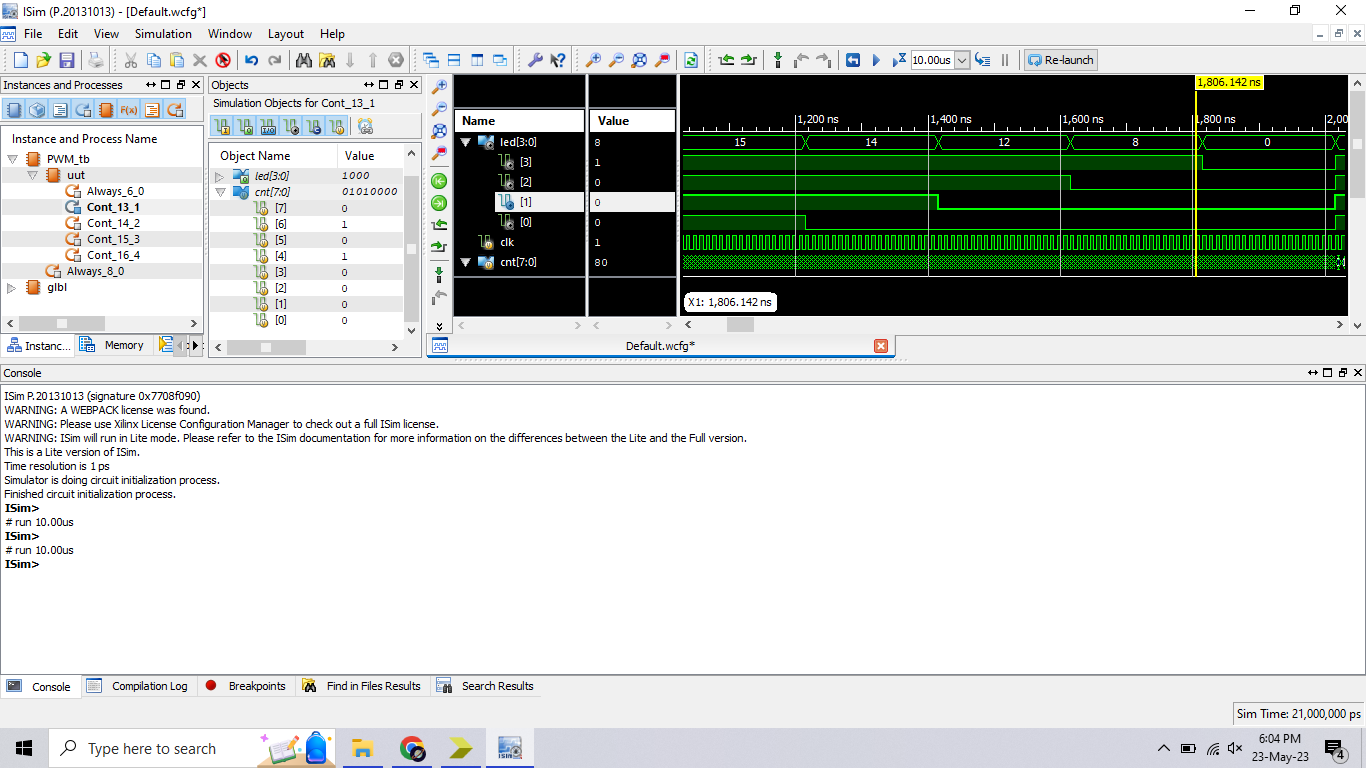 ISim (P.20131013) - [Default.wcfg*]
File Edit View Simulation Window Layout Help
10.00us Re-launch
Instances and Processes
Instance and Process Name
PWM_tb
uut
Always_6_0
Cont_13_1
Cont_14_2
Cont_15_3
Cont_16_4
Always_8_0
glbl
Instanc... Memory
Objects
Simulation Objects for Cont_13_1
Object Name Value
led[3:0] 1000
cnt[7:0] 01010000
[7] 0
[6] 1
[5] 0
[4] 1
[3] 0
[2] 0
[1] 0
[0] 0
Name Value
led[3:0] 8
[3] 1
[2] 0
[1] 0
[0] 0
clk 1
cnt[7:0] 80
1,806.142 ns
1,200 ns 1,400 ns 1,600 ns 1,800 ns 2,00
15 14 12 8 0
X1: 1,806.142 ns
Default.wcfg*
Console
ISim P.20131013 (signature 0x7708f090)
WARNING: A WEBPACK license was found.
WARNING: Please use Xilinx License Configuration Manager to check out a full ISim license.
WARNING: ISim will run in Lite mode. Please refer to the ISim documentation for more information on the differences between the Lite and the Full version.
This is a Lite version of ISim.
Time resolution is 1 ps
Simulator is doing circuit initialization process.
Finished circuit initialization process.
ISim>
# run 10.00us
ISim>
# run 10.00us
ISim>
Console Compilation Log Breakpoints Find in Files Results Search Results
Sim Time: 21,000,000 ps
Type here to search
6:04 PM
23-May-23
4